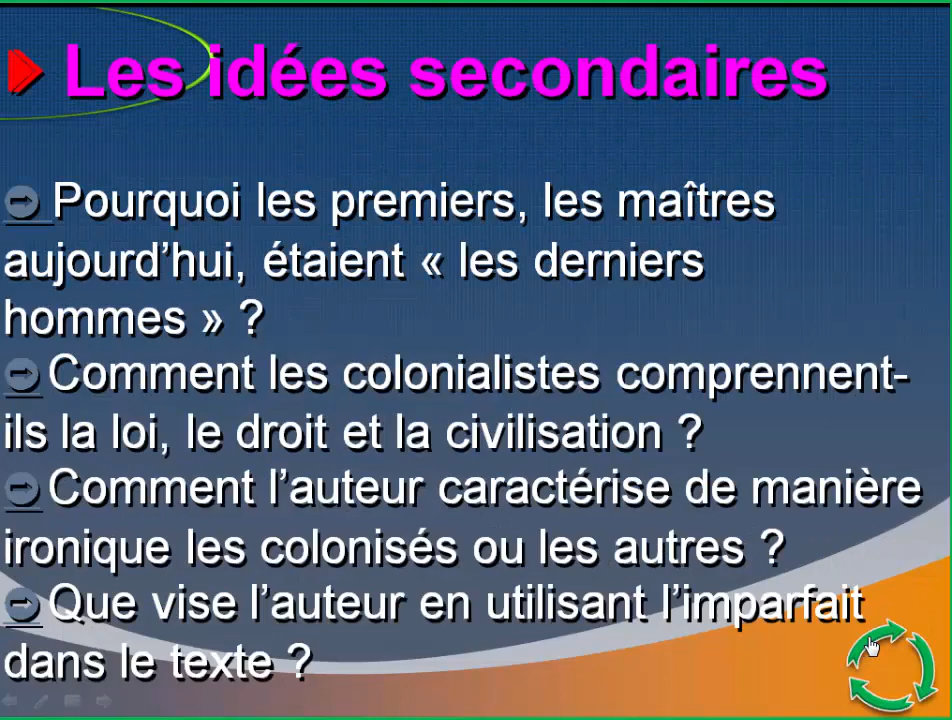 Les idées secondaires
Pourquoi les premiers, les maîtres
aujourd’hui, étaient « les derniers
hommes » ?
Comment les colonialistes comprennent-
ils la loi, le droit et la civilisation ?
Comment l’auteur caractérise de manière
ironique les colonisés ou les autres ?
Que vise l’auteur en utilisant l’imparfait
dans le texte ?